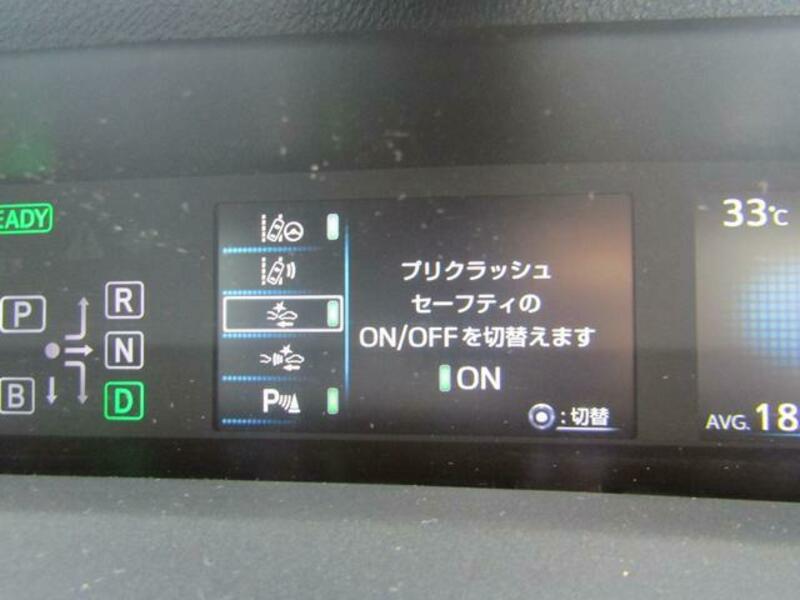 EADY
33℃
P
R
N
B
D
プリクラッシュ
セーフティの
ON/OFFを切替えます
ON
P
:切替
AVG.18